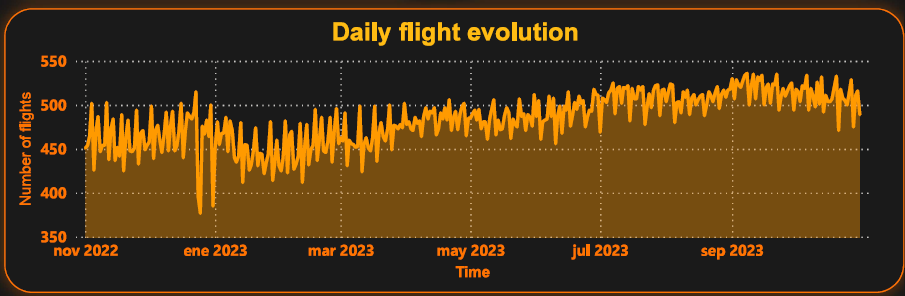 Daily flight evolution
Number of flights
550
500
450
400
350
nov 2022 ene 2023 mar 2023 may 2023 jul 2023 sep 2023
Time